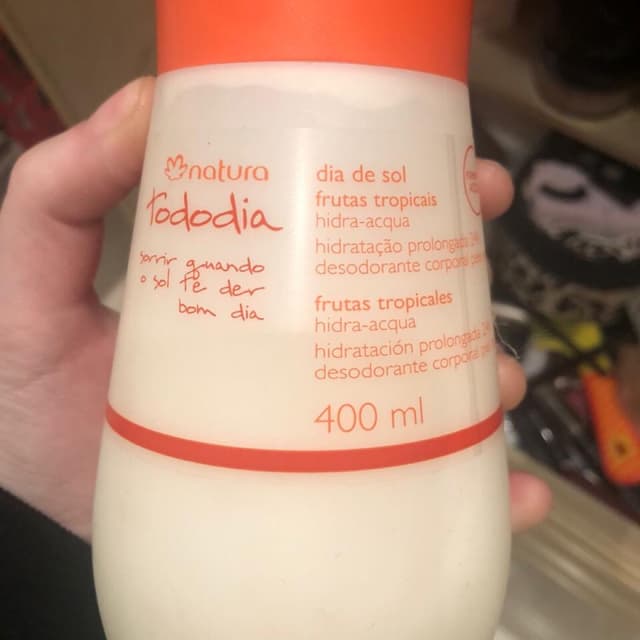 natura
tododia
sorrir quando
o sol te der
bom dia
dia de sol
frutas tropicais
hidra-acqua
hidratação prolongada
desodorante corporal
frutas tropicales
hidra-acqua
hidratación prolongada
desodorante corporal
400 ml